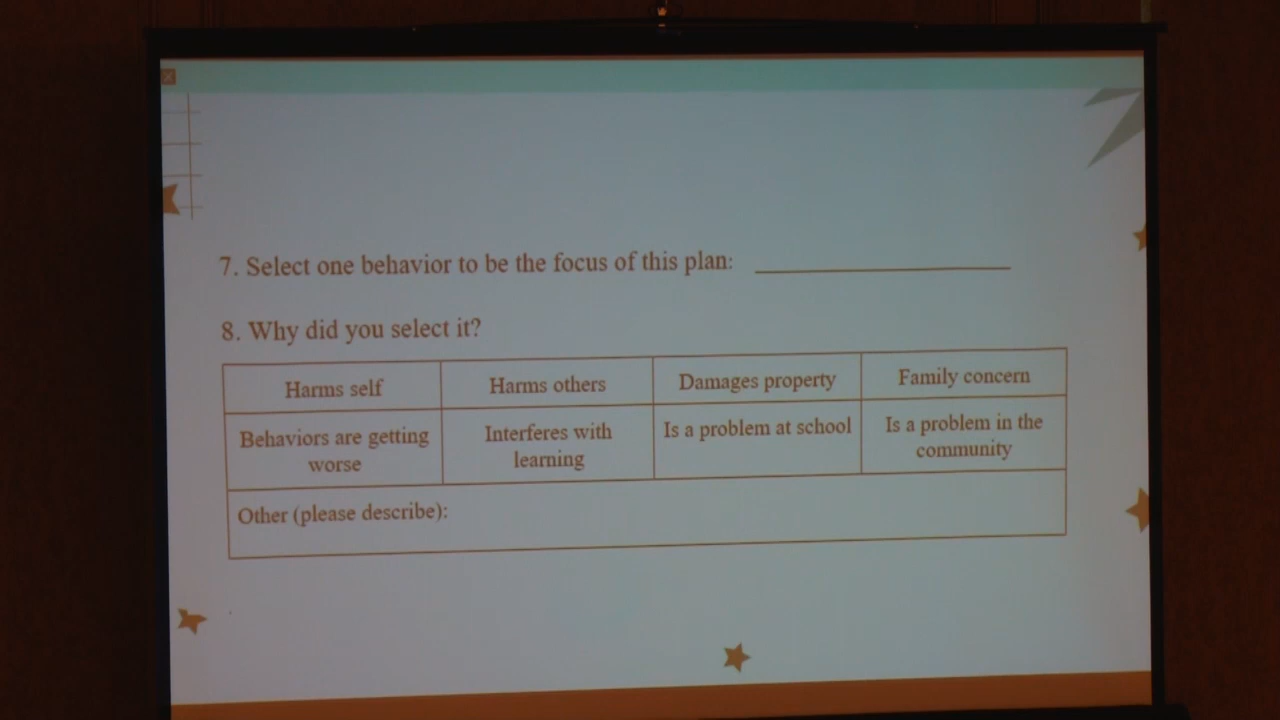 7. Select one behavior to be the focus of this plan: ____________________
8. Why did you select it?
Harms self
Harms others
Damages property
Family concern
Behaviors are getting
worse
Interferes with
learning
Is a problem at school
Is a problem in the
community
Other (please describe):